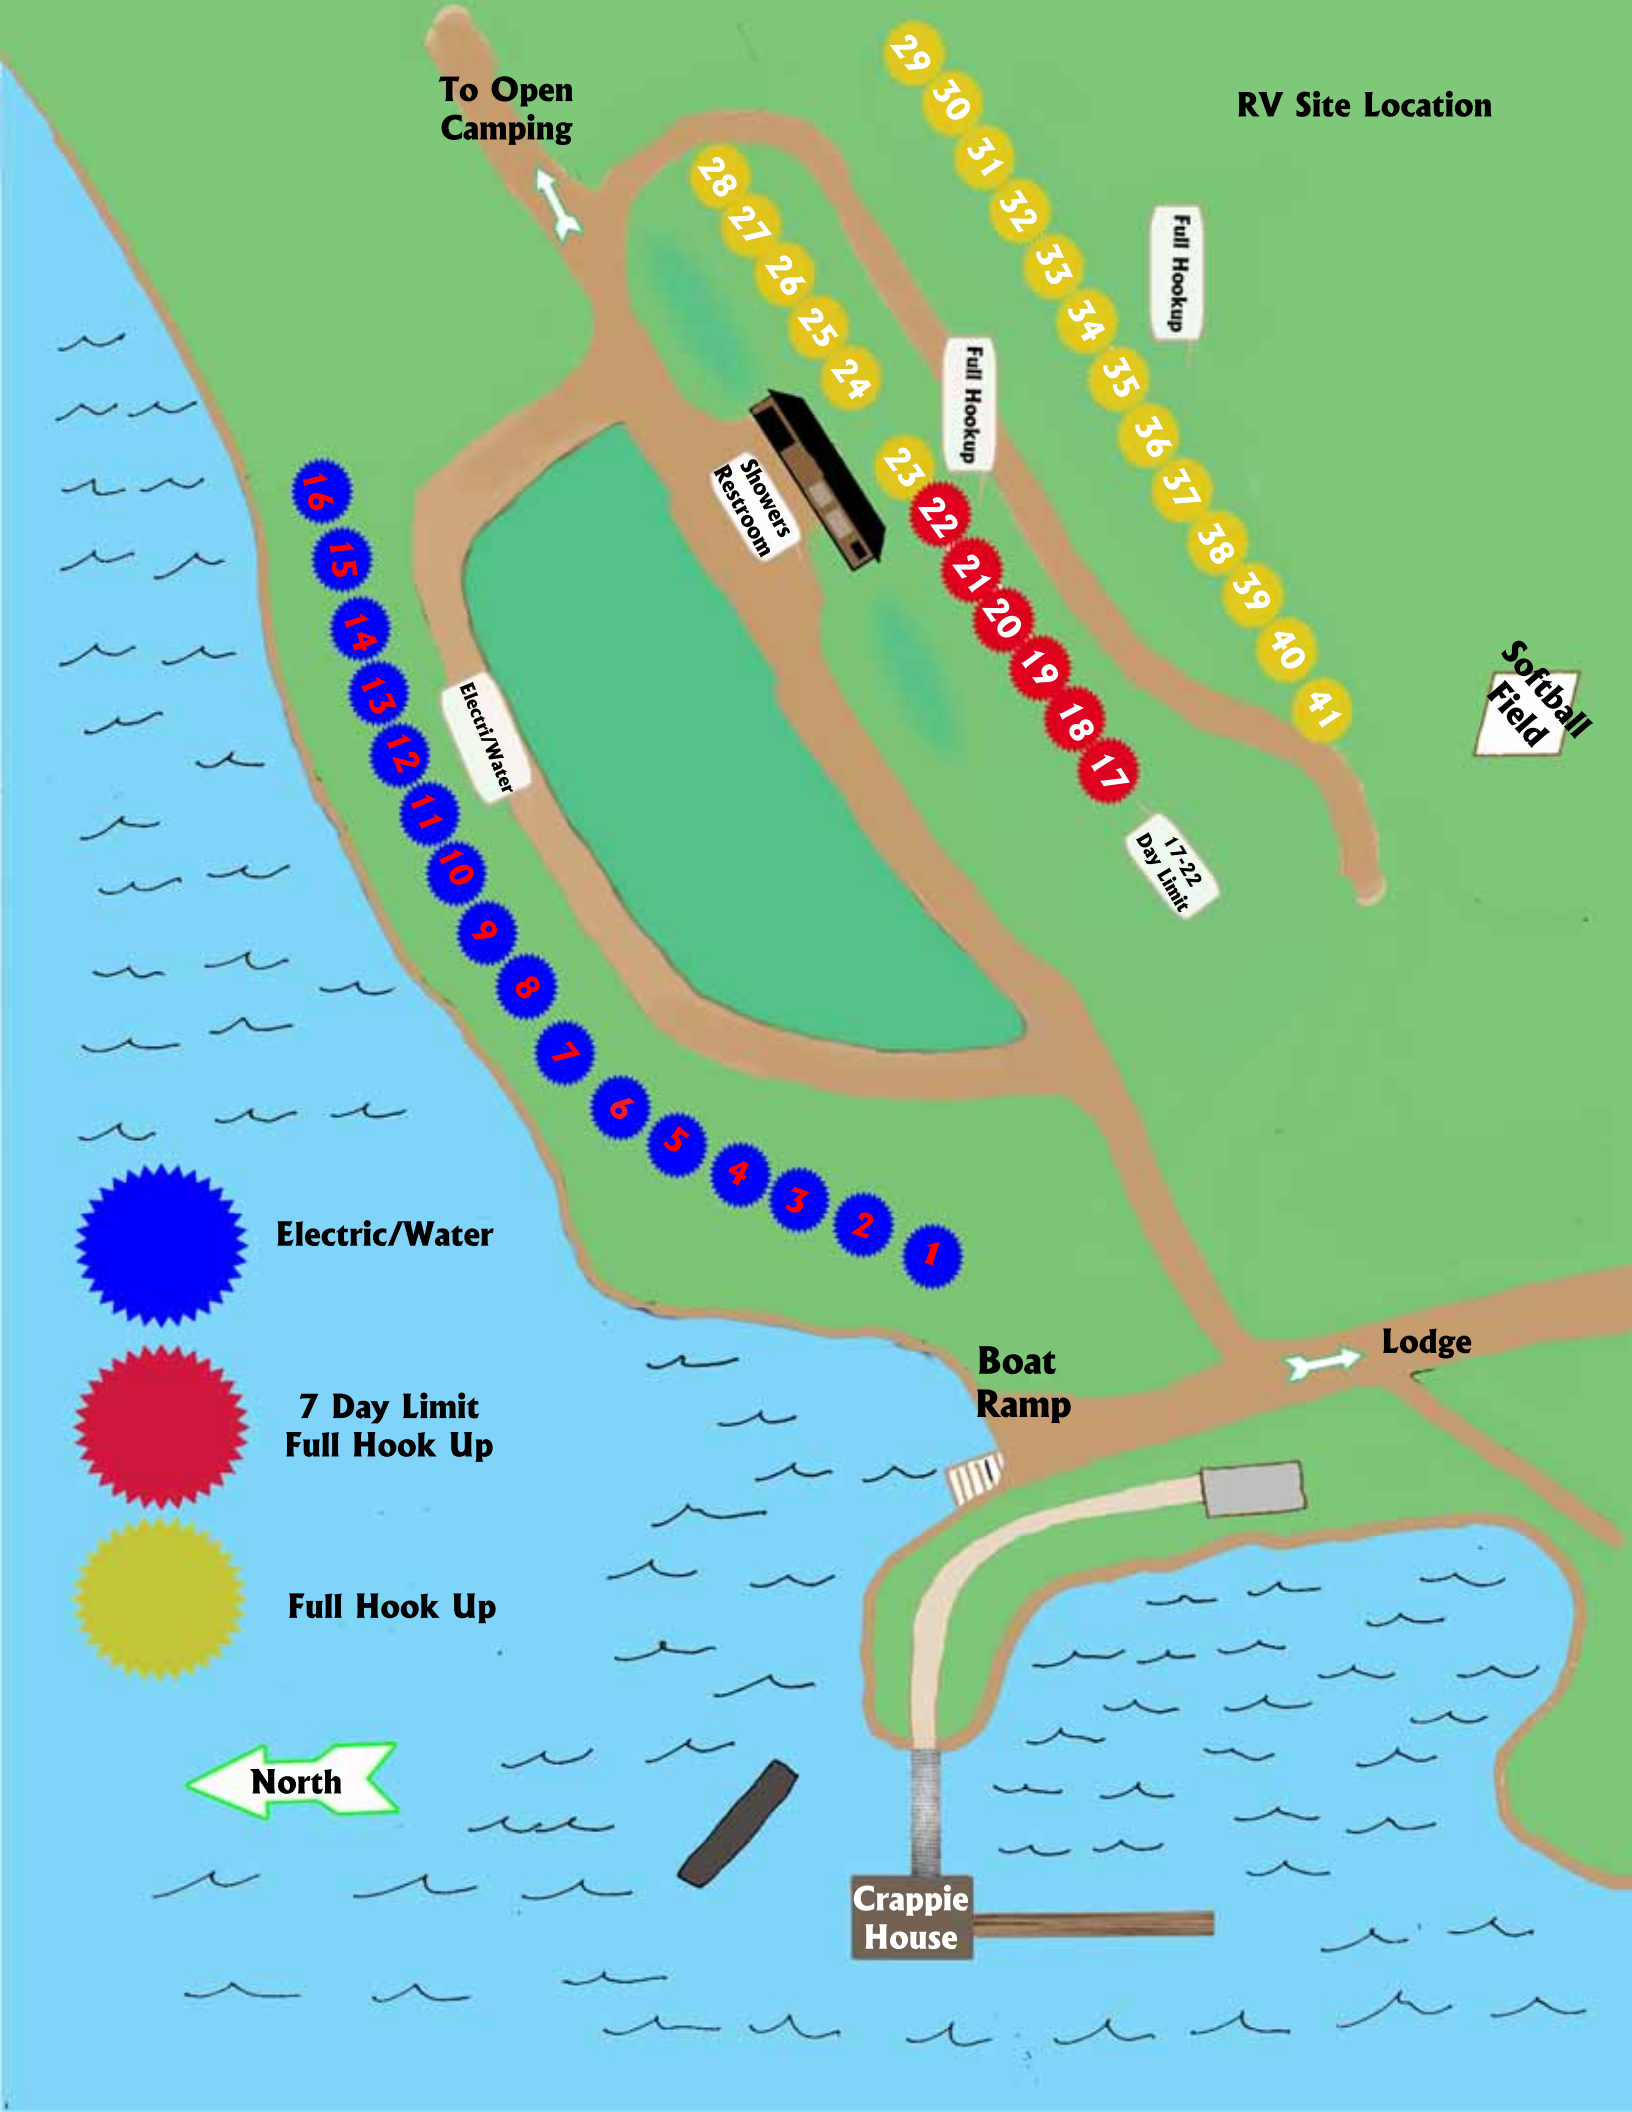 To Open
Camping
RV Site Location
29
30
31
32
33
34
35
36
37
38
39
40
41
28
27
26
25
24
23
22
21
20
19
18
17
Full Hookup
Full Hookup
Showers
Restroom
Softball
Field
17-22
Day Limit
16
15
14
13
12
11
10
9
8
7
6
5
4
3
2
1
Electri/Water
Electric/Water
7 Day Limit
Full Hook Up
Full Hook Up
Boat
Ramp
Lodge
North
Crappie
House